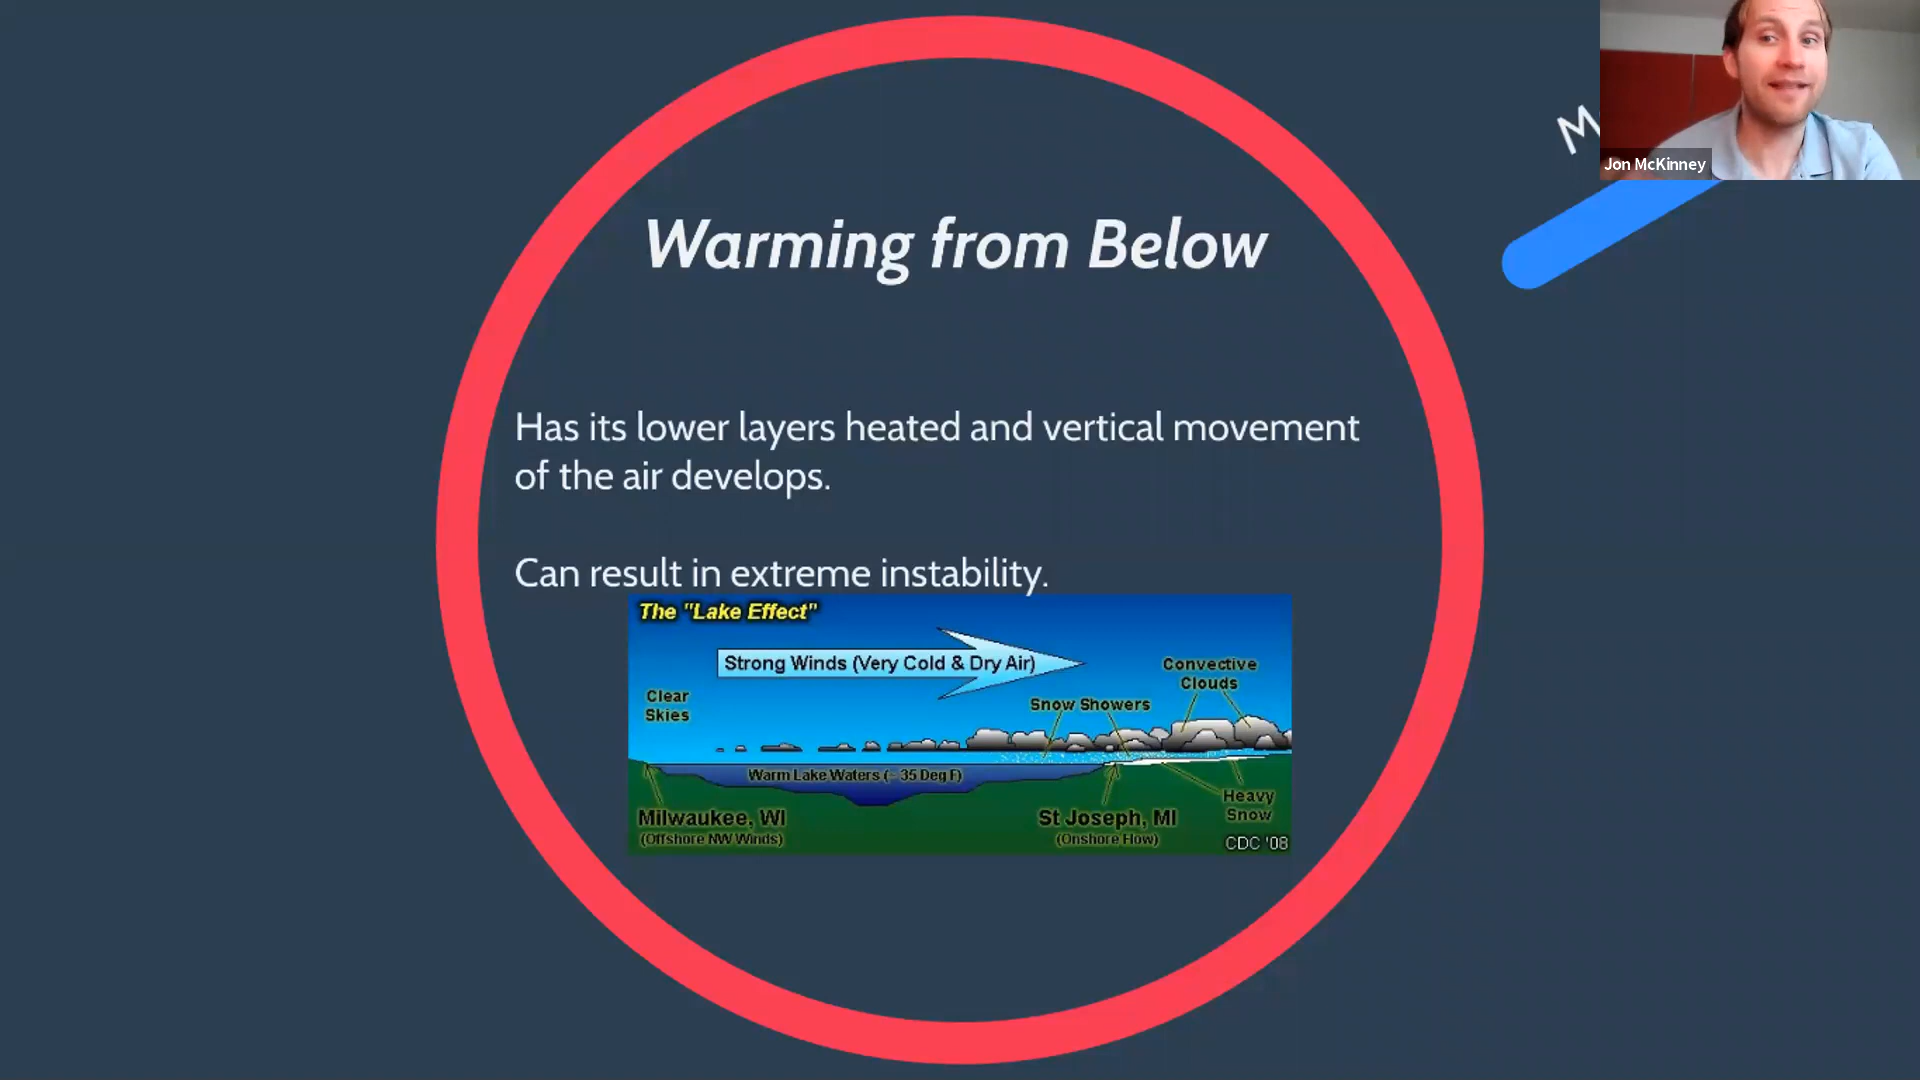 M
Jon McKinney
Warming from Below
Has its lower layers heated and vertical movement
of the air develops.
Can result in extreme instability.
The "Lake Effect"
Strong Winds (Very Cold & Dry Air)
Convective
Clouds
Clear
Skies
Snow Showers
Warm Lake Waters (~ 35 Deg F)
Heavy
Snow
Milwaukee, WI
(Offshore NW Winds)
St Joseph, MI
(Onshore Flow)
CDC '08